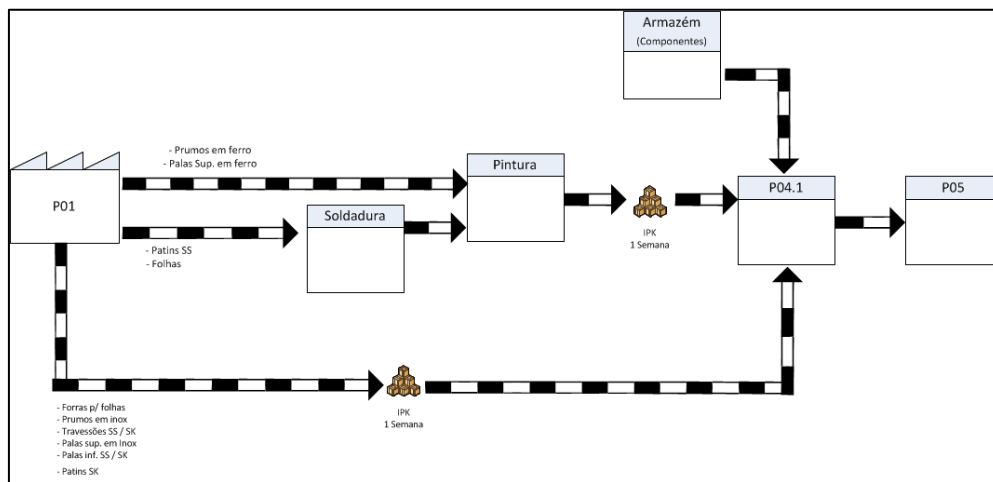 Armazém
(Componentes)
- Prumos em ferro
- Palas Sup. em ferro
Pintura
P04.1
P05
P01
Soldadura
IPK
1 Semana
- Patins SS
- Folhas
IPK
1 Semana
- Forras p/ folhas
- Prumos em inox
- Travessões SS / SK
- Palas sup. em Inox
- Palas inf. SS / SK
- Patins SK